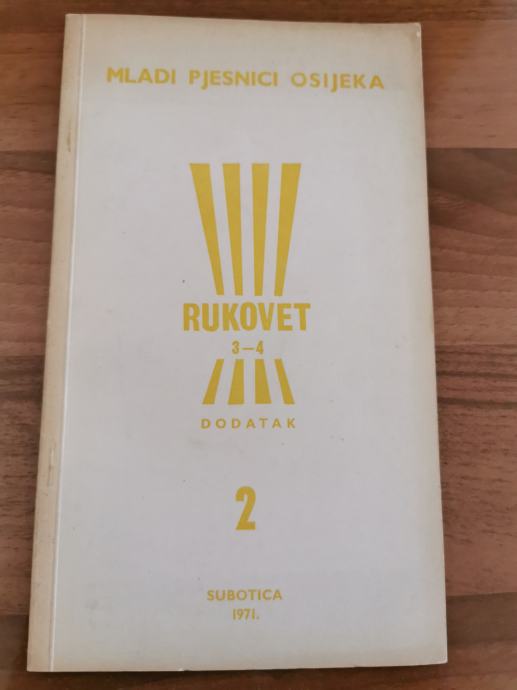 MLADI PJESNICI OSIJEKA
RUKOVET
3-4
DODATAK
2
SUBOTICA
1971.